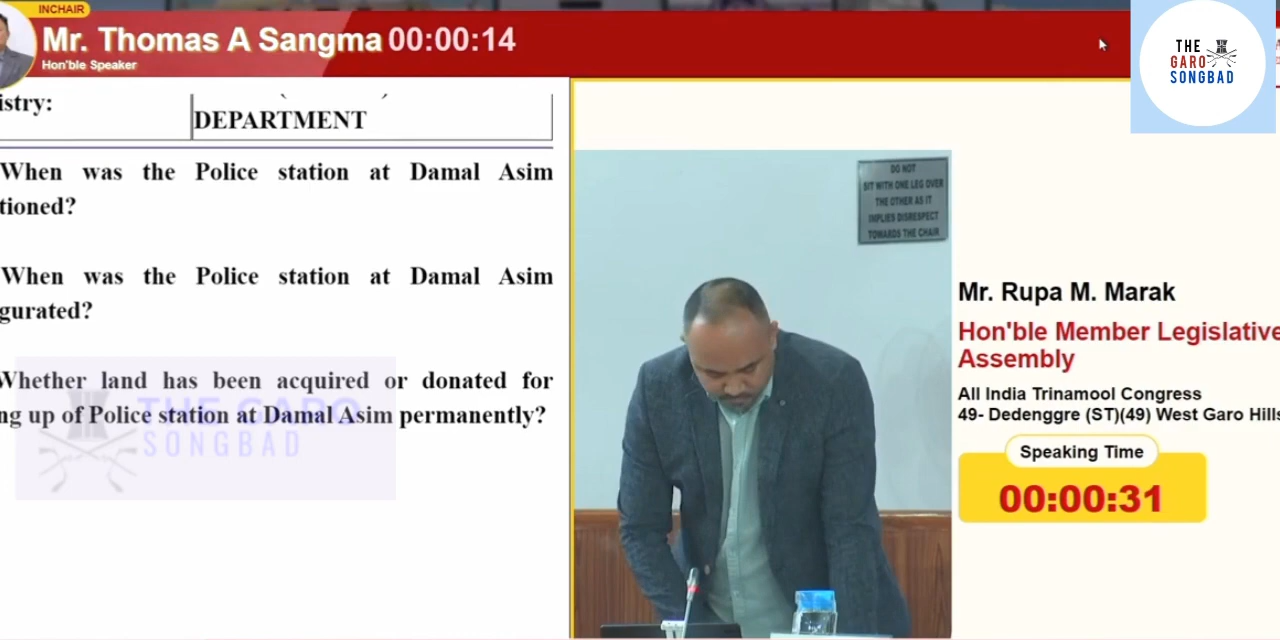 INCHAIR
Mr. Thomas A Sangma 00:00:14
Hon'ble Speaker
THE
GARO
SONGBAD
istry:
DEPARTMENT
When was the Police station at Damal Asim
tioned?
When was the Police station at Damal Asim
gurated?
Whether land has been acquired or donated for
ng up of Police station at Damal Asim permanently?
THE GARO
SONGBAD
DO NOT
SIT WITH ONE LEG OVER
THE OTHER AS IT
IMPLIES DISRESPECT
TOWARDS THE CHAIR
Mr. Rupa M. Marak
Hon'ble Member Legislative
Assembly
All India Trinamool Congress
49- Dedenggre (ST)(49) West Garo Hills
Speaking Time
00:00:31